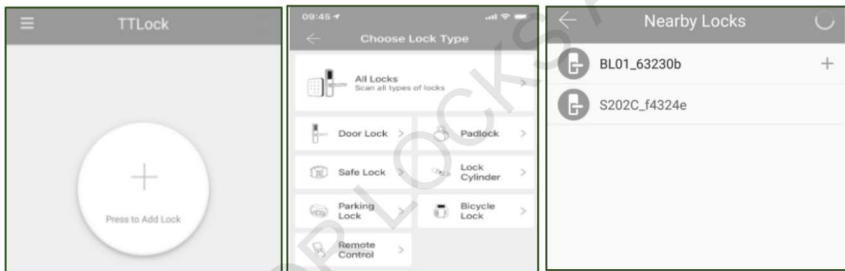 TTLock
Press to Add Lock
09:45
Choose Lock Type
All Locks
Scan all types of locks
Door Lock
Padlock
Safe Lock
Lock
Cylinder
Parking
Lock
Bicycle
Lock
Remote
Control
Nearby Locks
BL01_63230b
S202C_f4324e